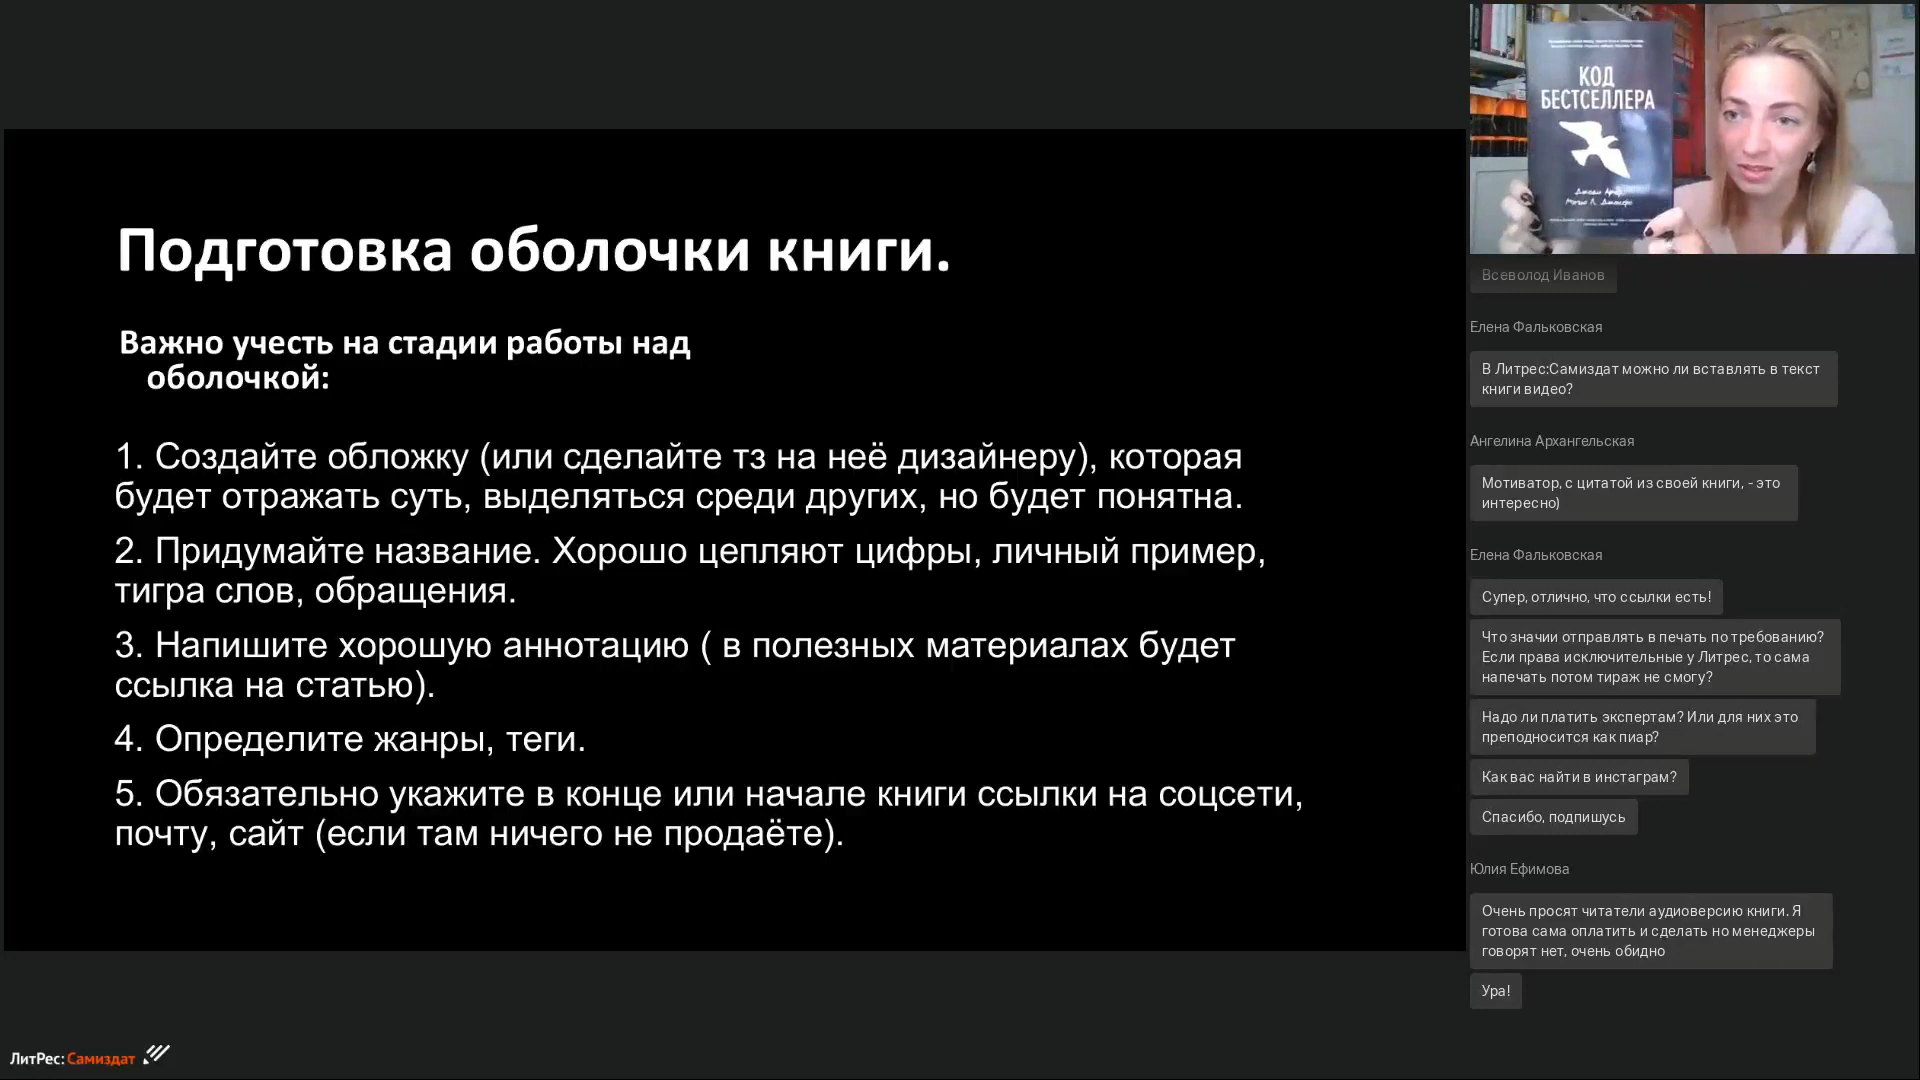 Подготовка оболочки книги.
Важно учесть на стадии работы над
оболочкой:
1. Создайте обложку (или сделайте тз на неё дизайнеру), которая
будет отражать суть, выделяться среди других, но будет понятна.
2. Придумайте название. Хорошо цепляют цифры, личный пример,
тигра слов, обращения.
3. Напишите хорошую аннотацию ( в полезных материалах будет
ссылка на статью).
4. Определите жанры, теги.
5. Обязательно укажите в конце или начале книги ссылки на соцсети,
почту, сайт (если там ничего не продаёте).
ЛитРес: Самиздат
КОД
БЕСТСЕЛЛЕРА
Всеволод Иванов
Елена Фальковская
В Литрес:Самиздат можно ли вставлять в текст
книги видео?
Ангелина Архангельская
Мотиватор, с цитатой из своей книги, - это
интересно)
Елена Фальковская
Супер, отлично, что ссылки есть!
Что значии отправлять в печать по требованию?
Если права исключительные у Литрес, то сама
напечать потом тираж не смогу?
Надо ли платить экспертам? Или для них это
преподносится как пиар?
Как вас найти в инстаграм?
Спасибо, подпишусь
Юлия Ефимова
Очень просят читатели аудиоверсию книги. Я
готова сама оплатить и сделать но менеджеры
говорят нет, очень обидно
Ура!